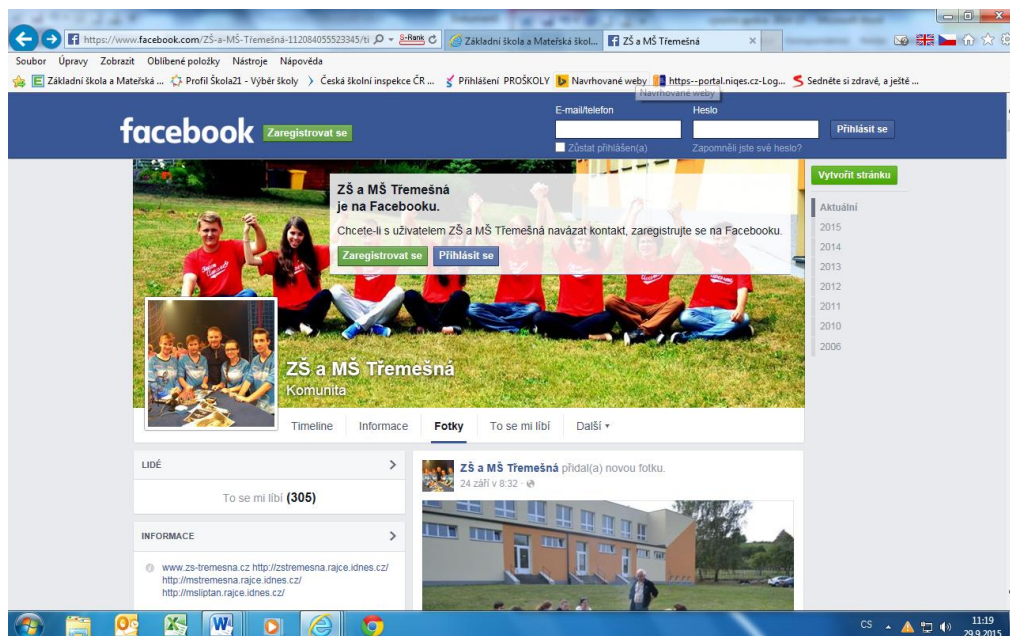 https://www.facebook.com/ZŠ-a-MŠ-Třemešná-112084055523345/ti
S-Rank
Základní škola a Mateřská škol...
ZŠ a MŠ Třemešná
Soubor Úpravy Zobrazit Oblíbené položky Nástroje Nápověda
Základní škola a Mateřská ... Profil Škola21 - Výběr školy Česká školní inspekce ČR ... Přihlášení PROŠKOLY Navrhované weby https--portal.niqes.cz-Log... Sedněte si zdravě, a ještě ...
Navrhované weby
facebook
Zaregistrovat se
E-mail/telefon
Heslo
Přihlásit se
Zůstat přihlášen(a)
Zapomněli jste své heslo?
ZŠ a MŠ Třemešná
je na Facebooku.
Chcete-li s uživatelem ZŠ a MŠ Třemešná navázat kontakt, zaregistrujte se na Facebooku.
Zaregistrovat se
Přihlásit se
Vytvořit stránku
Aktuální
2015
2014
2013
2012
2011
2010
2006
ZŠ a MŠ Třemešná
Komunita
Timeline Informace Fotky To se mi líbí Další
LIDÉ
To se mi líbí (305)
INFORMACE
www.zs-tremesna.cz http://zstremesna.rajce.idnes.cz/
http://mstremesna.rajce.idnes.cz/
http://msliptan.rajce.idnes.cz/
ZŠ a MŠ Třemešná přidal(a) novou fotku.
24 září v 8:32
CS
11:19
29.9.2015